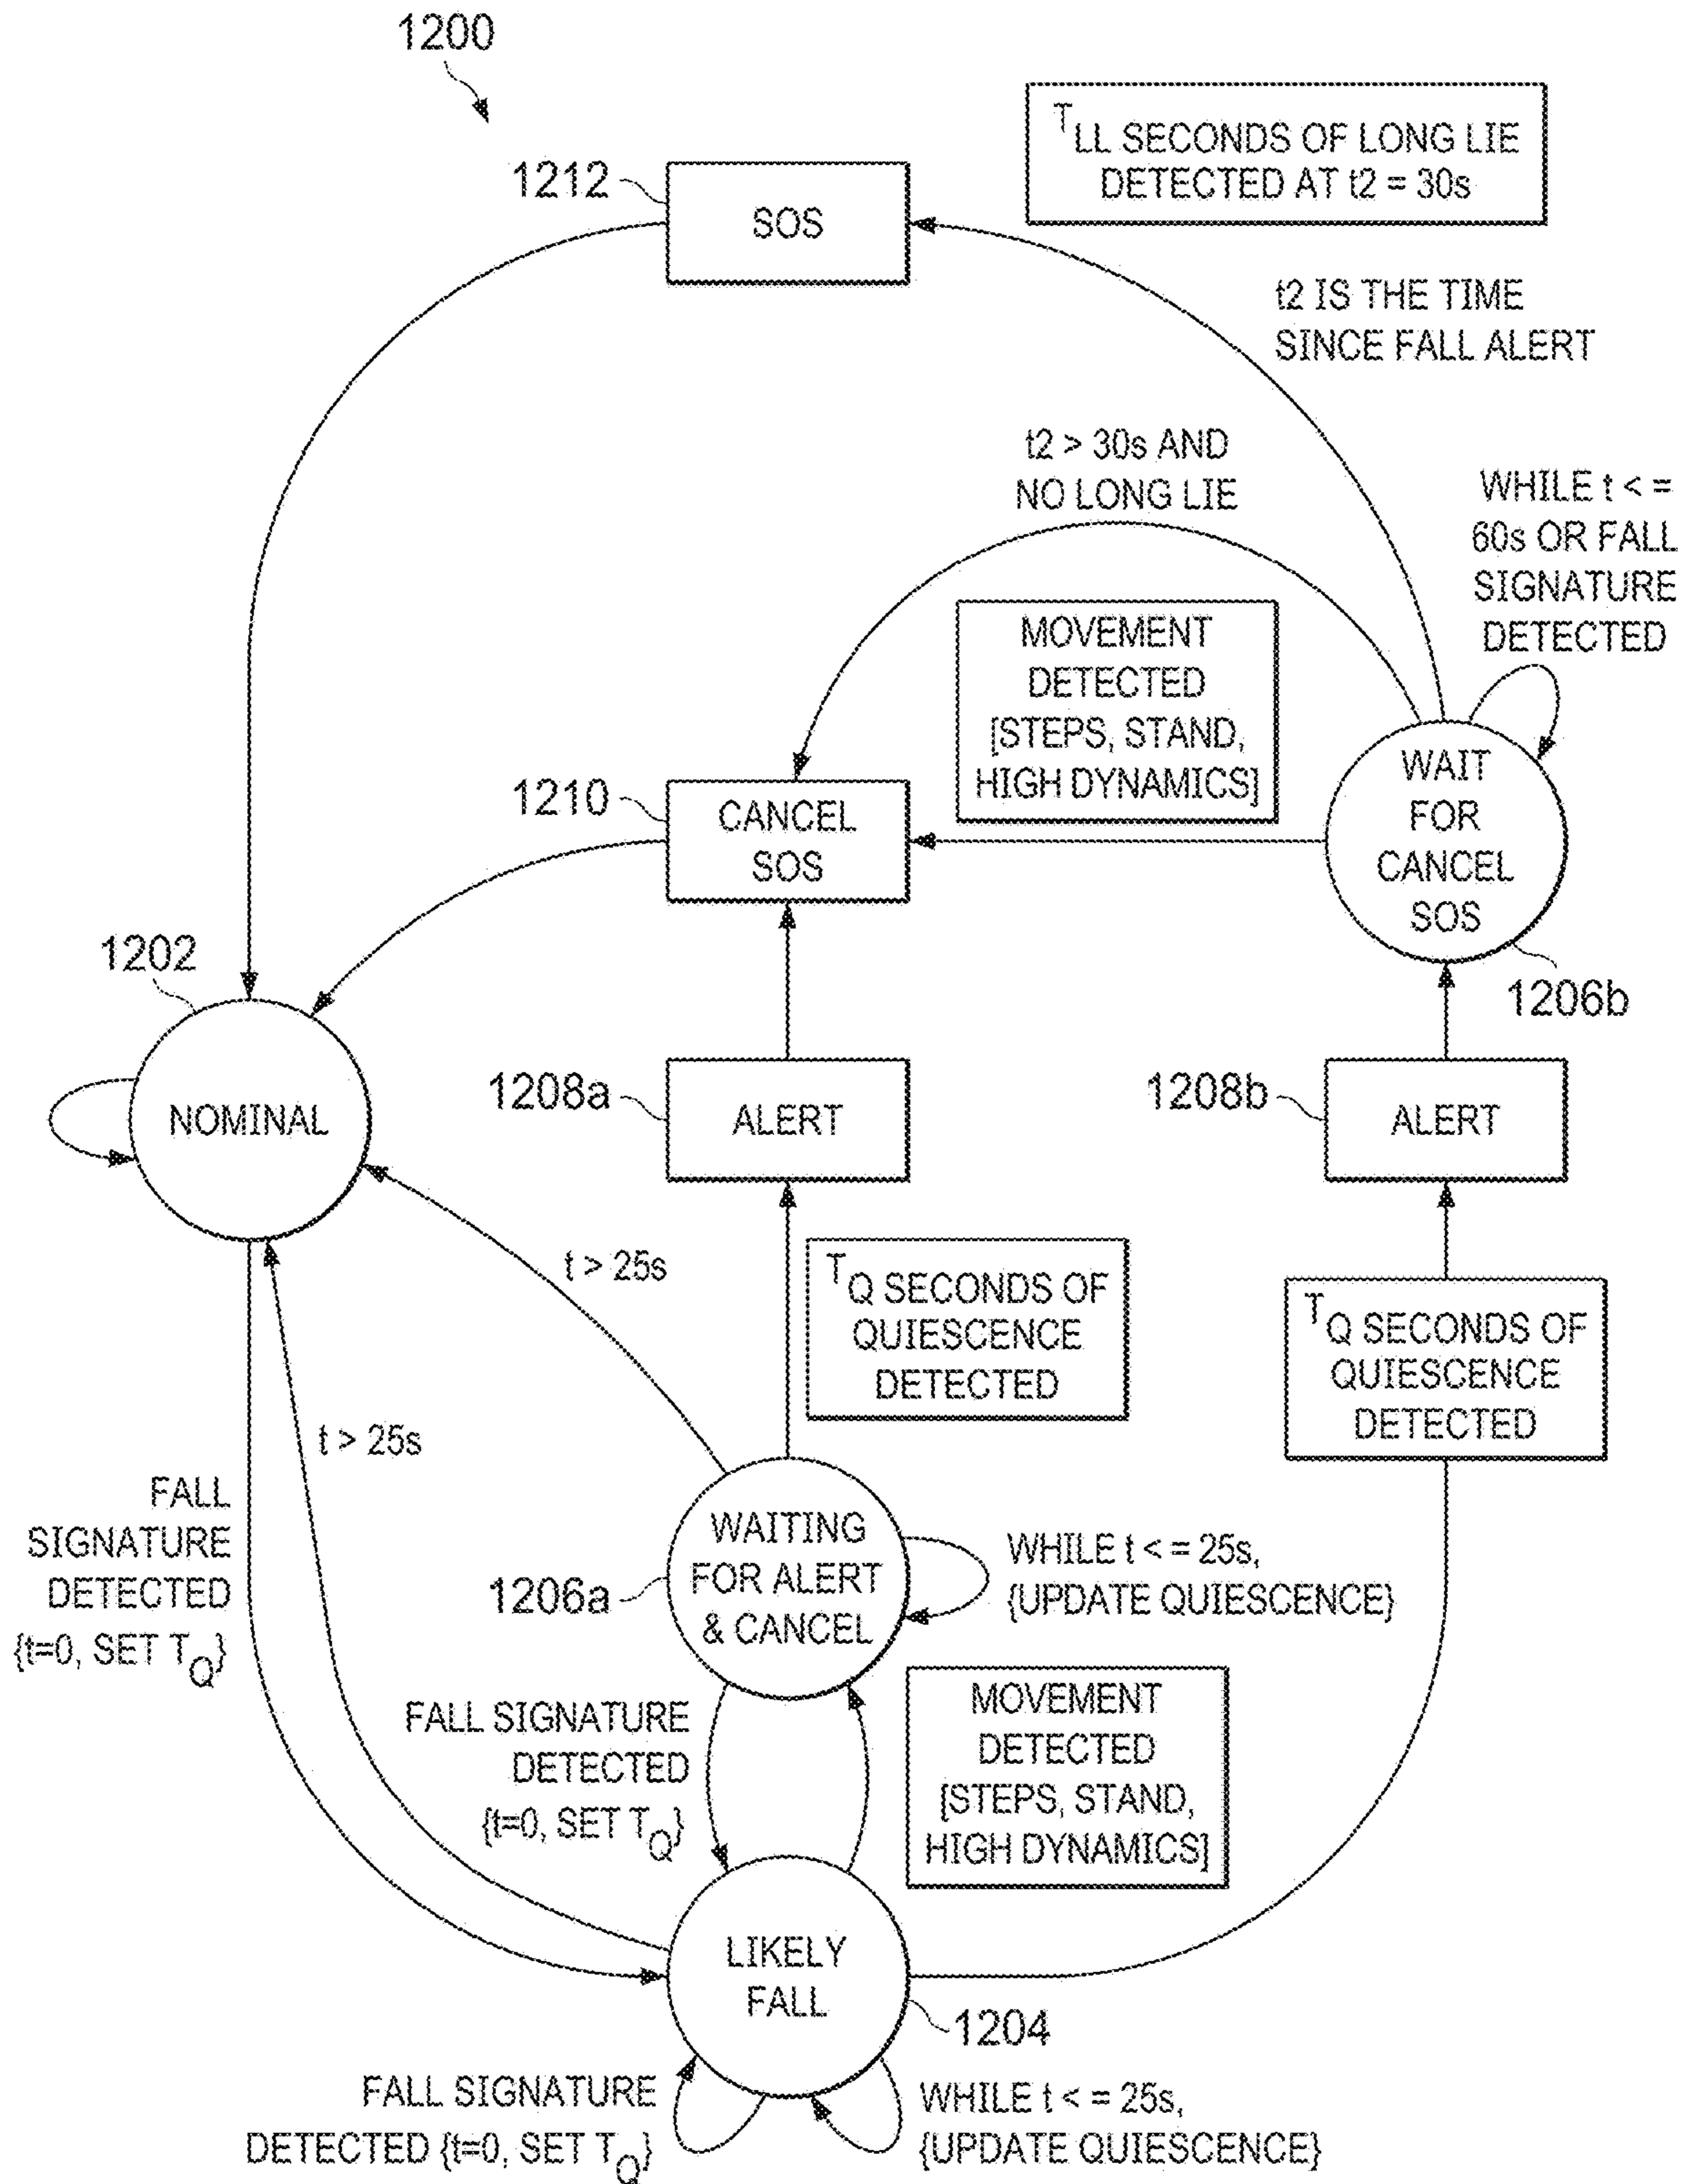 1200
T LL SECONDS OF LONG LIE
DETECTED AT t2 = 30s
1212
SOS
t2 IS THE TIME
SINCE FALL ALERT
t2 > 30s AND
NO LONG LIE
WHILE t < =
60s OR FALL
SIGNATURE
DETECTED
MOVEMENT
DETECTED
[STEPS, STAND,
HIGH DYNAMICS]
1210
CANCEL
SOS
WAIT
FOR
CANCEL
SOS
1206b
1202
NOMINAL
1208a
ALERT
1208b
ALERT
t > 25s
TQ SECONDS OF
QUIESCENCE
DETECTED
TQ SECONDS OF
QUIESCENCE
DETECTED
t > 25s
FALL
SIGNATURE
DETECTED
{t=0, SET TQ}
1206a
WAITING
FOR ALERT
& CANCEL
WHILE t < = 25s,
{UPDATE QUIESCENCE}
FALL SIGNATURE
DETECTED
{t=0, SET TQ}
MOVEMENT
DETECTED
[STEPS, STAND,
HIGH DYNAMICS]
LIKELY
FALL
1204
FALL SIGNATURE
DETECTED {t=0, SET TQ}
WHILE t < = 25s,
{UPDATE QUIESCENCE}